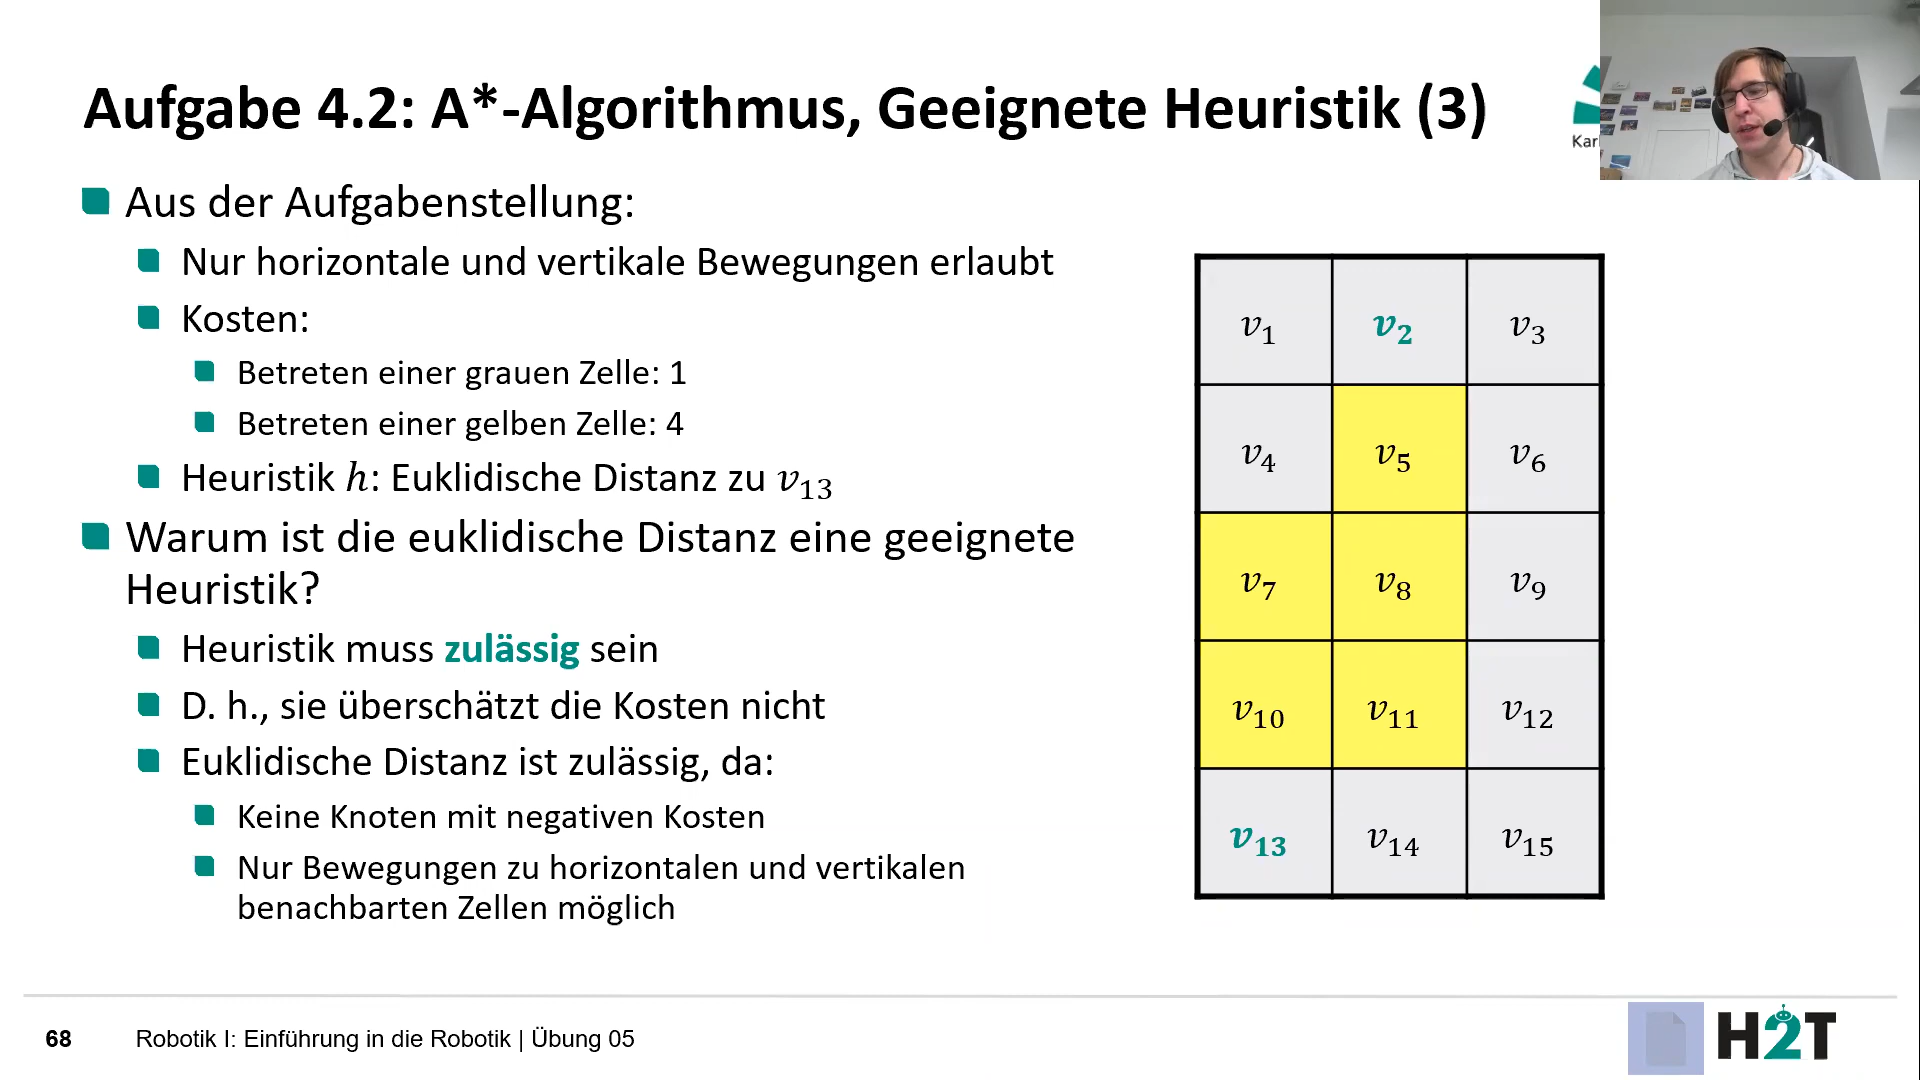 Aufgabe 4.2: A*-Algorithmus, Geeignete Heuristik (3)
Karl
Aus der Aufgabenstellung:
Nur horizontale und vertikale Bewegungen erlaubt
Kosten:
Betreten einer grauen Zelle: 1
Betreten einer gelben Zelle: 4
Heuristik h: Euklidische Distanz zu v₁₃
Warum ist die euklidische Distanz eine geeignete
Heuristik?
Heuristik muss zulässig sein
D. h., sie überschätzt die Kosten nicht
Euklidische Distanz ist zulässig, da:
Keine Knoten mit negativen Kosten
Nur Bewegungen zu horizontalen und vertikalen
benachbarten Zellen möglich
v₁ v₂ v₃
v₄ v₅ v₆
v₇ v₈ v₉
v₁₀ v₁₁ v₁₂
v₁₃ v₁₄ v₁₅
68 Robotik I: Einführung in die Robotik | Übung 05
H2T